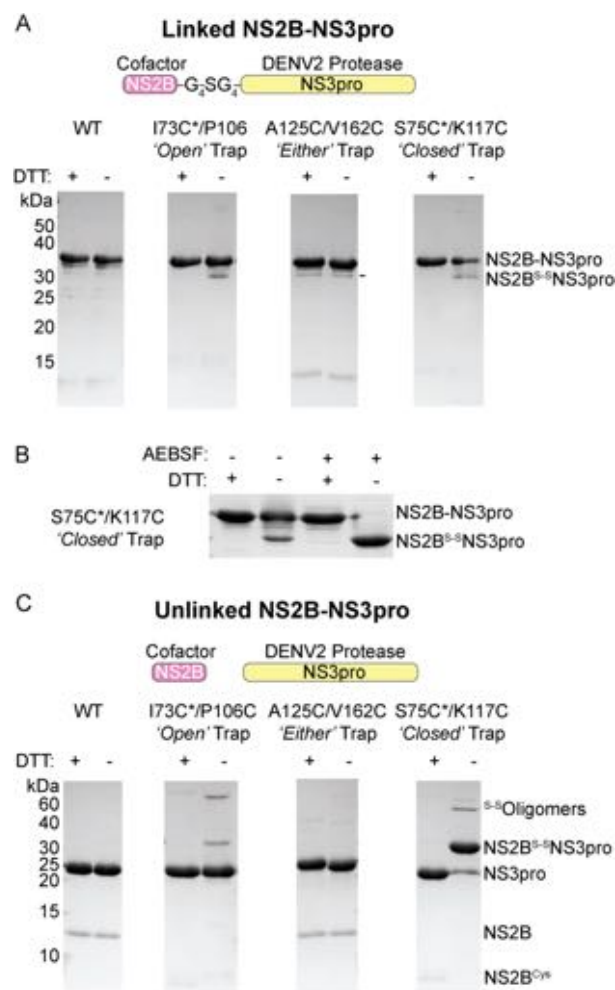 A
Linked NS2B-NS3pro
Cofactor DENV2 Protease
NS2B -G4SG4- NS3pro
WT I73C*/P106 A125C/V162C S75C*/K117C
'Open' Trap 'Either' Trap 'Closed' Trap
DTT: + - + - + - + -
kDa
50
40
30
20
15
NS2B-NS3pro
NS2BS-SNS3pro
B
AEBSF: - - + +
DTT: + - + -
S75C*/K117C
'Closed' Trap
NS2B-NS3pro
NS2BS-SNS3pro
C
Unlinked NS2B-NS3pro
Cofactor DENV2 Protease
NS2B NS3pro
WT I73C*/P106C A125C/V162C S75C*/K117C
'Open' Trap 'Either' Trap 'Closed' Trap
DTT: + - + - + - + -
kDa
60
40
30
25
20
15
10
S-SOligomers
NS2BS-SNS3pro
NS3pro
NS2B
NS2BCys